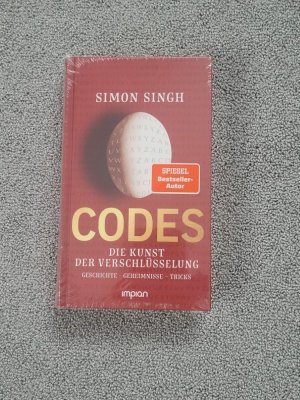 SIMON SINGH
SPIEGEL
Bestseller-
Autor
CODES
DIE KUNST
DER VERSCHLÜSSELUNG
GESCHICHTE – GEHEIMNISSE – TRICKS
impian